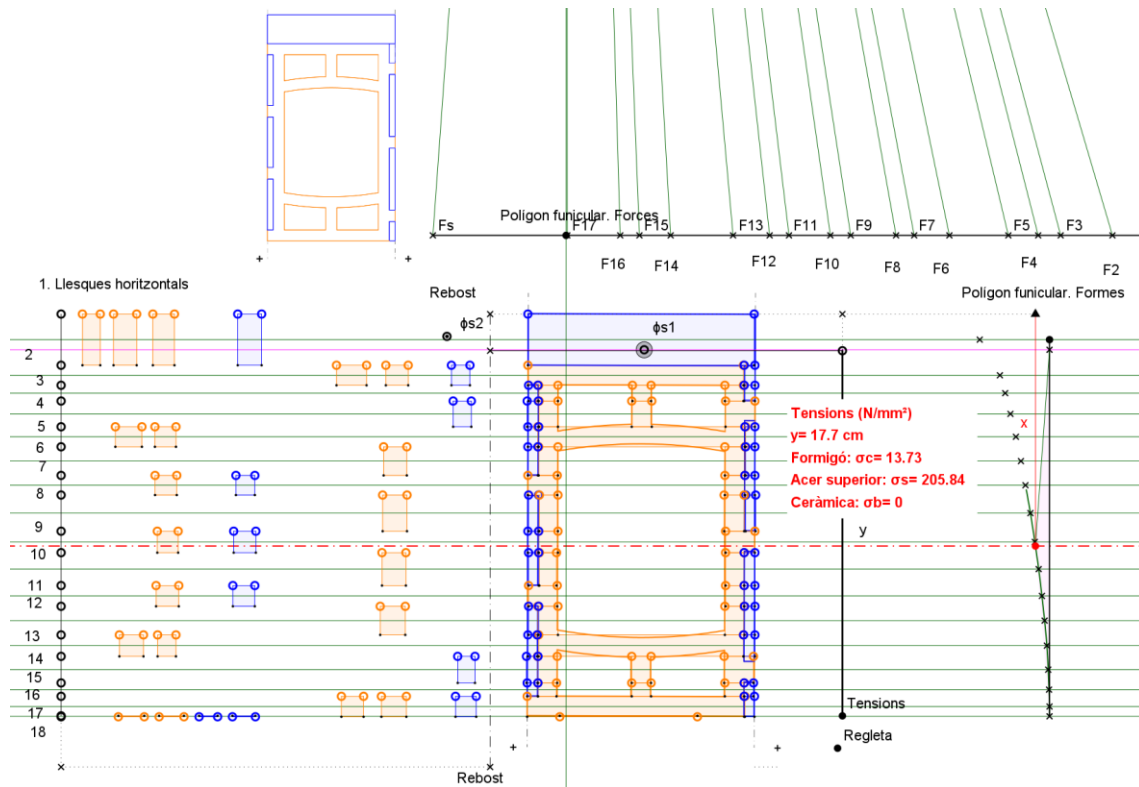 Polígon funicular. Forces
Fs
F17
F15
F13
F11
F9
F7
F5
F3
F16
F14
F12
F10
F8
F6
F4
F2
1. Llesques horitzontals
Rebost
Polígon funicular. Formes
ϕs2
ϕs1
2
3
4
5
6
7
8
9
10
11
12
13
14
15
16
17
18
Tensions (N/mm²)
y= 17.7 cm
Formigó: σc= 13.73
Acer superior: σs= 205.84
Ceràmica: σb= 0
x
y
Tensions
Regleta
Rebost